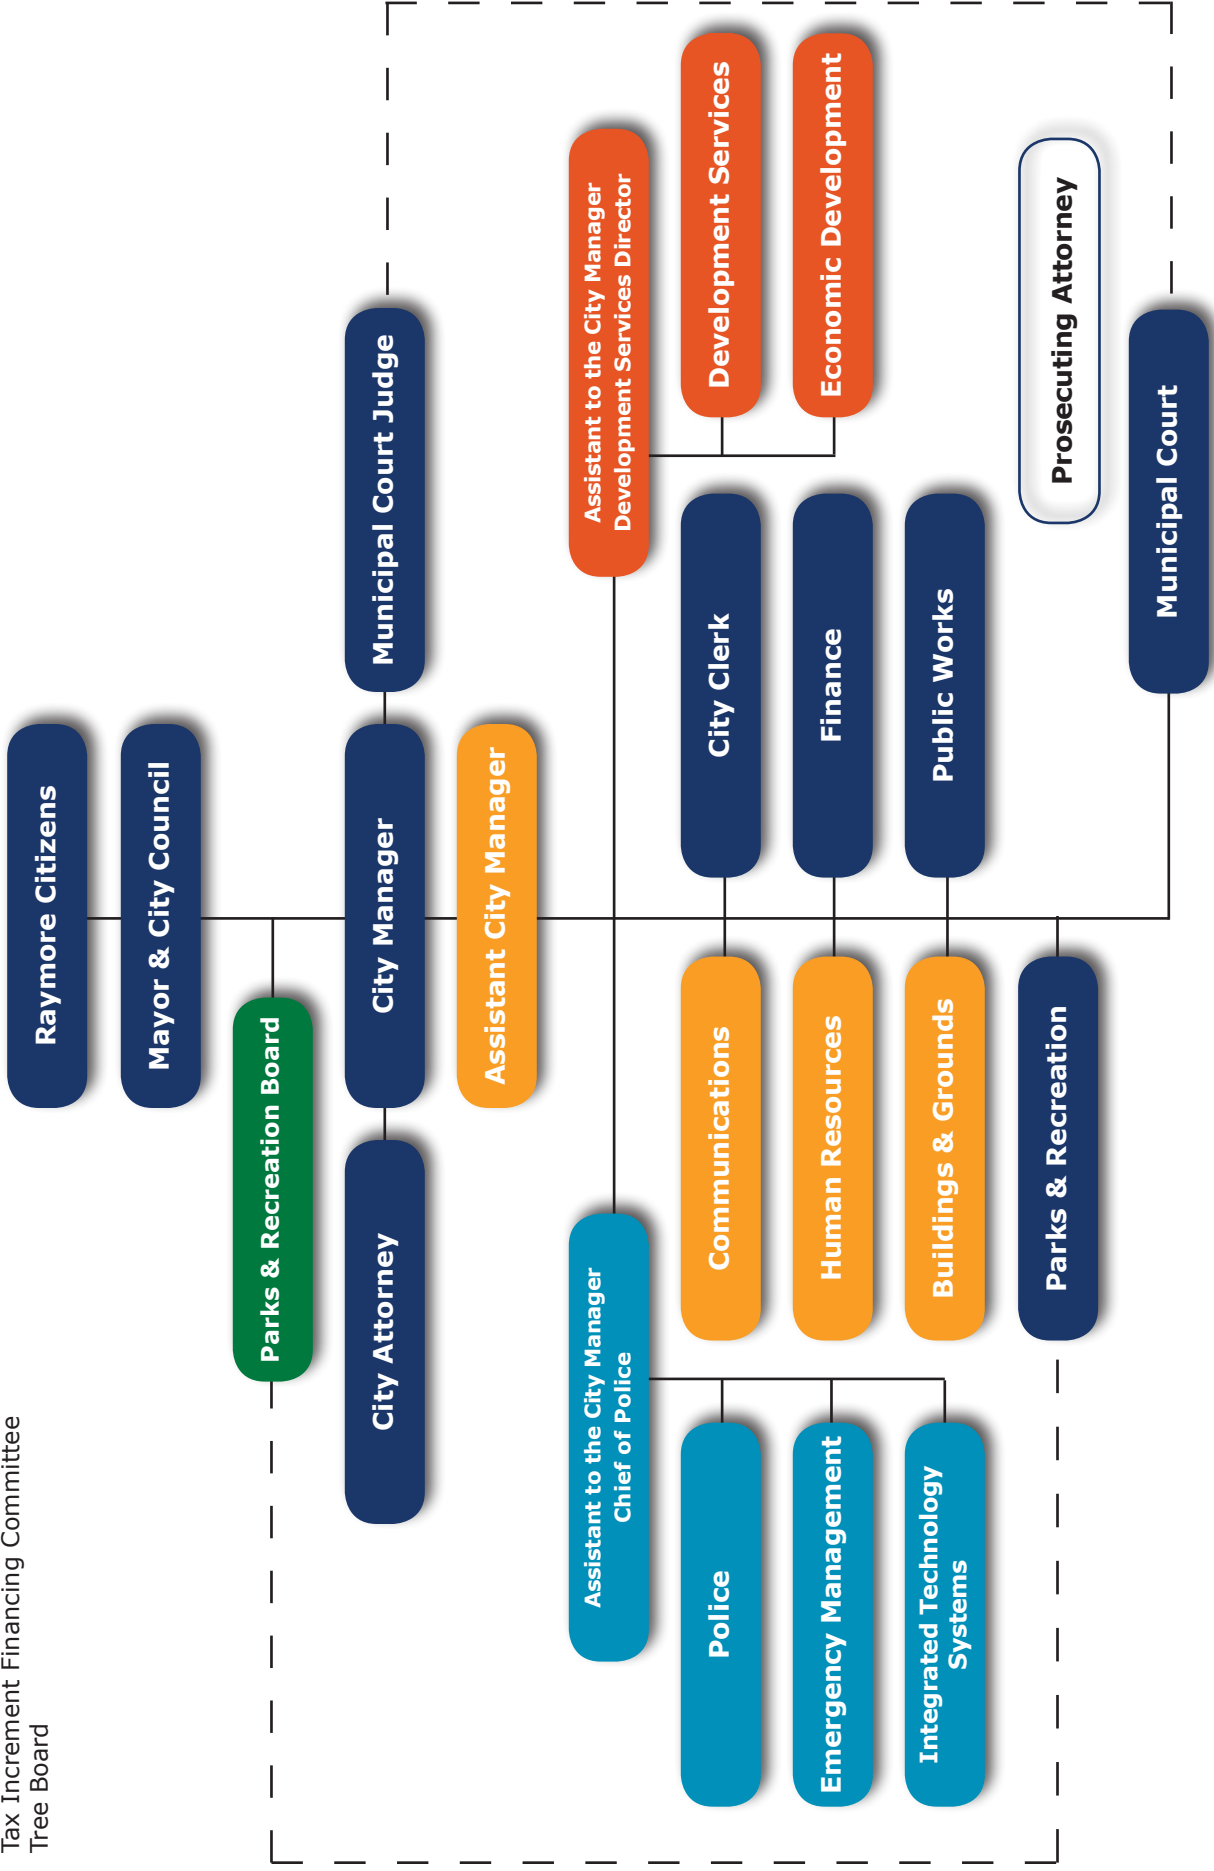 Tax Increment Financing Committee
Tree Board
Raymore Citizens
Mayor & City Council
Parks & Recreation Board
City Attorney
City Manager
Municipal Court Judge
Assistant City Manager
Assistant to the City Manager
Chief of Police
Assistant to the City Manager
Development Services Director
Police
Communications
City Clerk
Development Services
Emergency Management
Human Resources
Finance
Economic Development
Integrated Technology
Systems
Buildings & Grounds
Public Works
Parks & Recreation
Prosecuting Attorney
Municipal Court